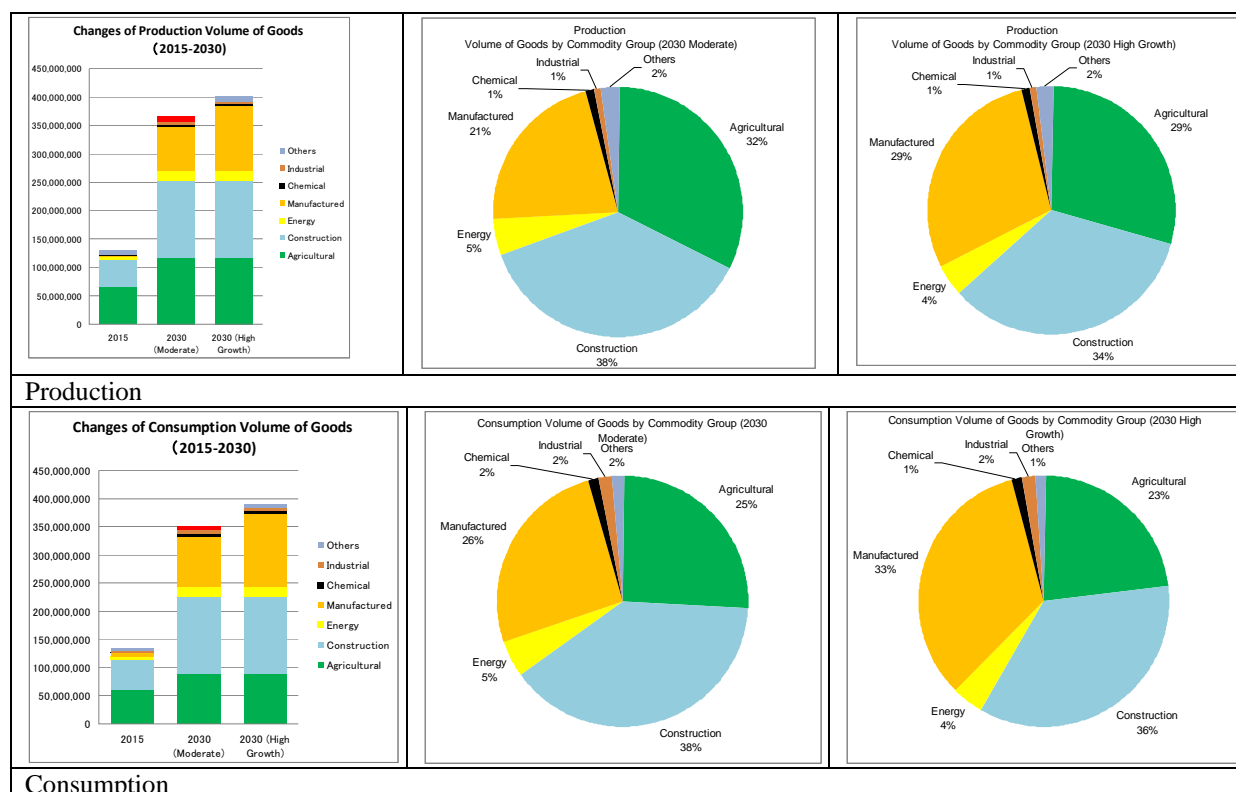 Changes of Production Volume of Goods
(2015-2030)
450,000,000
400,000,000
350,000,000
300,000,000
250,000,000
200,000,000
150,000,000
100,000,000
50,000,000
0
2015
2030
(Moderate)
2030 (High
Growth)
Others
Industrial
Chemical
Manufactured
Energy
Construction
Agricultural
Production
Volume of Goods by Commodity Group (2030 Moderate)
Industrial
1%
Others
2%
Chemical
1%
Manufactured
21%
Agricultural
32%
Energy
5%
Construction
38%
Production
Volume of Goods by Commodity Group (2030 High Growth)
Industrial
1%
Others
2%
Chemical
1%
Manufactured
29%
Agricultural
29%
Energy
4%
Construction
34%
Production
Changes of Consumption Volume of Goods
(2015-2030)
450,000,000
400,000,000
350,000,000
300,000,000
250,000,000
200,000,000
150,000,000
100,000,000
50,000,000
0
2015
2030
(Moderate)
2030 (High
Growth)
Others
Industrial
Chemical
Manufactured
Energy
Construction
Agricultural
Consumption Volume of Goods by Commodity Group (2030
Moderate)
Industrial
2%
Others
2%
Chemical
2%
Manufactured
26%
Agricultural
25%
Energy
5%
Construction
38%
Consumption Volume of Goods by Commodity Group (2030 High
Growth)
Industrial
2%
Others
1%
Chemical
1%
Manufactured
33%
Agricultural
23%
Energy
4%
Construction
36%
Consumption